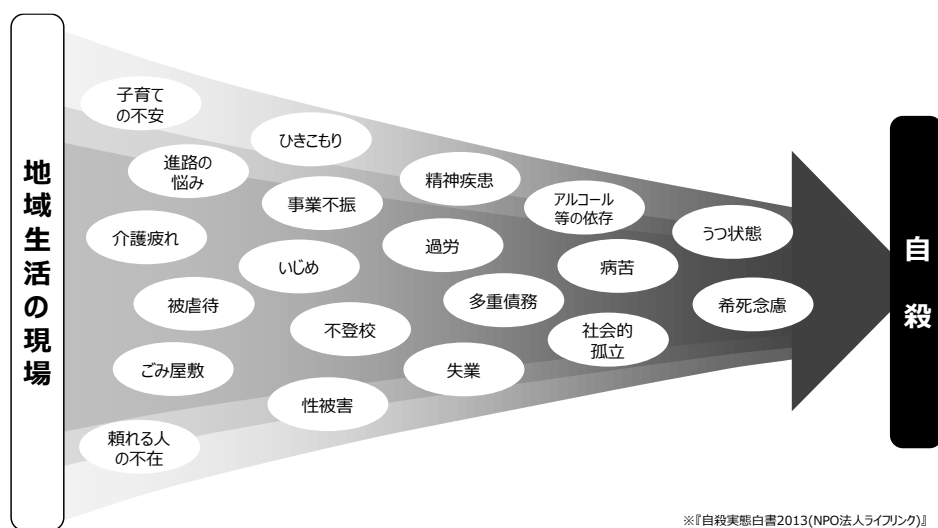 地域生活の現場
子育て
の不安
ひきこもり
進路の
悩み
精神疾患
事業不振
アルコール
等の依存
うつ状態
介護疲れ
過労
いじめ
病苦
被虐待
多重債務
希死念慮
不登校
社会的
孤立
ごみ屋敷
失業
性被害
頼れる人
の不在
自殺
※『自殺実態白書2013(NPO法人ライフリンク)』